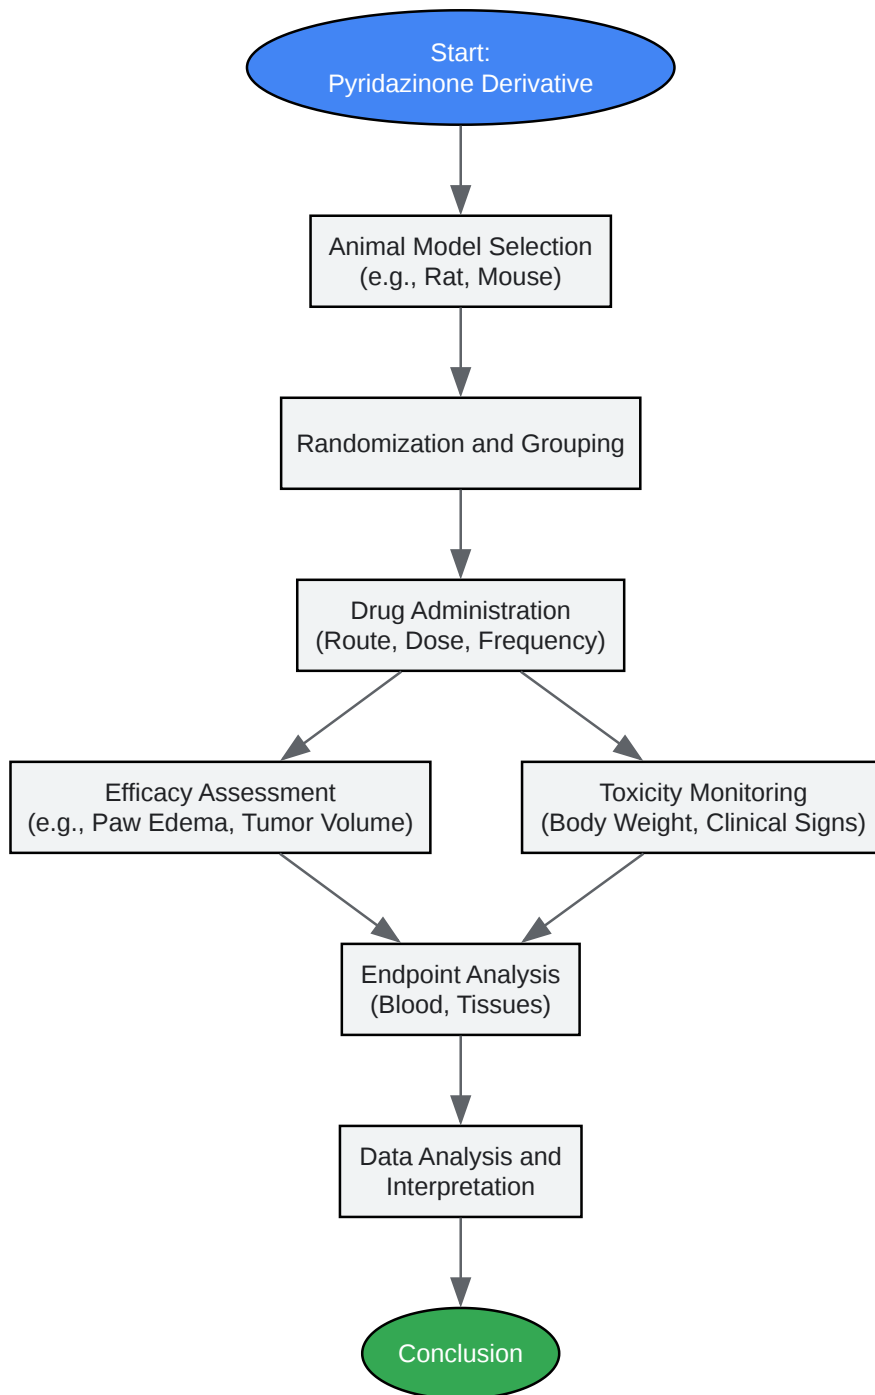 Start:
Pyridazinone Derivative
Animal Model Selection
(e.g., Rat, Mouse)
Randomization and Grouping
Drug Administration
(Route, Dose, Frequency)
Efficacy Assessment
(e.g., Paw Edema, Tumor Volume)
Toxicity Monitoring
(Body Weight, Clinical Signs)
Endpoint Analysis
(Blood, Tissues)
Data Analysis and
Interpretation
Conclusion